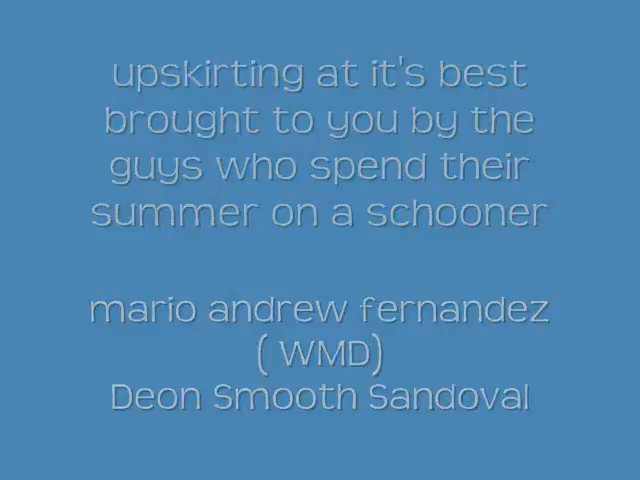 upskirting at it's best
brought to you by the
guys who spend their
summer on a schooner
mario andrew fernandez
( WMD)
Deon Smooth Sandoval